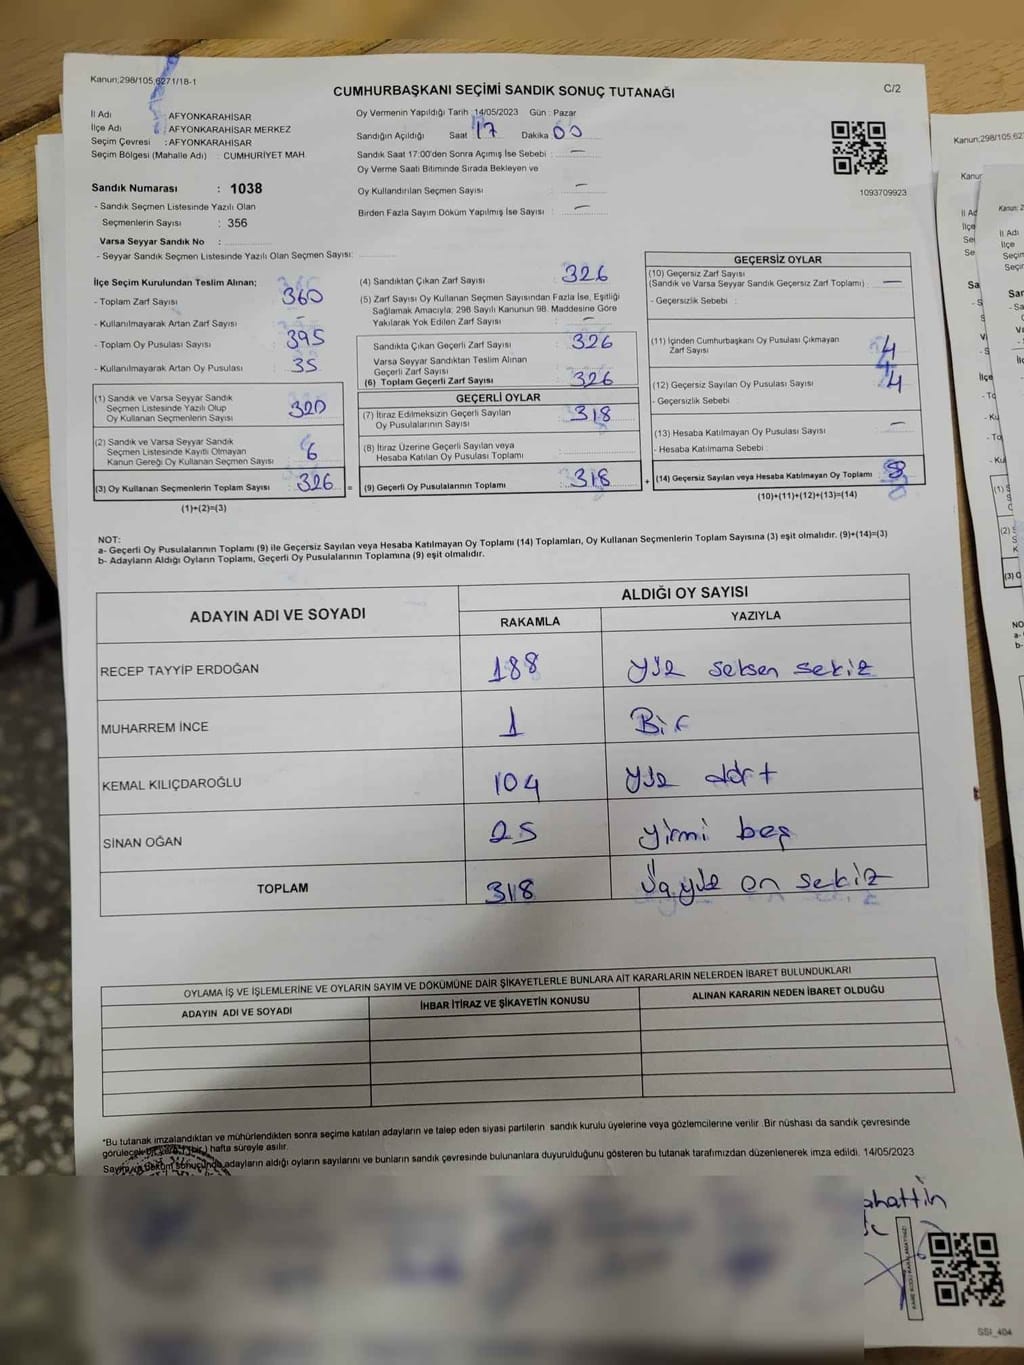 Kanun;298/105,6271/18-1
CUMHURBAŞKANI SEÇİMİ SANDIK SONUÇ TUTANAĞI
C/2
İl Adı : AFYONKARAHİSAR
İlçe Adı : AFYONKARAHİSAR MERKEZ
Seçim Çevresi : AFYONKARAHİSAR
Seçim Bölgesi (Mahalle Adı) : CUMHURİYET MAH.
Oy Vermenin Yapıldığı Tarih 14/05/2023 Gün : Pazar
Sandığın Açıldığı Saat 17 Dakika 00
Sandık Saat 17:00'den Sonra Açımış İse Sebebi : —
Oy Verme Saati Bitiminde Sırada Bekleyen ve
Oy Kullandırılan Seçmen Sayısı : —
Birden Fazla Sayım Döküm Yapılmış İse Sayısı : —
1093709923
Sandık Numarası : 1038
- Sandık Seçmen Listesinde Yazılı Olan
Seçmenlerin Sayısı : 356
Varsa Seyyar Sandık No :
- Seyyar Sandık Seçmen Listesinde Yazılı Olan Seçmen Sayısı:
İlçe Seçim Kurulundan Teslim Alınan;
- Toplam Zarf Sayısı : 360
- Kullanılmayarak Artan Zarf Sayısı : —
- Toplam Oy Pusulası Sayısı : 395
- Kullanılmayarak Artan Oy Pusulası : 35
(1) Sandık ve Varsa Seyyar Sandık
Seçmen Listesinde Yazılı Olup
Oy Kullanan Seçmenlerin Sayısı : 320
(2) Sandık ve Varsa Seyyar Sandık
Seçmen Listesinde Kayıtlı Olmayan
Kanun Gereği Oy Kullanan Seçmen Sayısı : 6
(3) Oy Kullanan Seçmenlerin Toplam Sayısı : 326
(1)+(2)=(3)
(4) Sandıktan Çıkan Zarf Sayısı : 326
(5) Zarf Sayısı Oy Kullanan Seçmen Sayısından Fazla İse, Eşitliği
Sağlamak Amacıyla, 298 Sayılı Kanunun 98. Maddesine Göre
Yakılarak Yok Edilen Zarf Sayısı : —
Sandıkta Çıkan Geçerli Zarf Sayısı : 326
Varsa Seyyar Sandıktan Teslim Alınan
Geçerli Zarf Sayısı :
(6) Toplam Geçerli Zarf Sayısı : 326
GEÇERLİ OYLAR
(7) İtiraz Edilmeksizin Geçerli Sayılan
Oy Pusulalarının Sayısı : 318
(8) İtiraz Üzerine Geçerli Sayılan veya
Hesaba Katılan Oy Pusulası Toplamı :
= (9) Geçerli Oy Pusulalarının Toplamı : 318
GEÇERSİZ OYLAR
(10) Geçersiz Zarf Sayısı
(Sandık ve Varsa Seyyar Sandık Geçersiz Zarf Toplamı) : —
- Geçersizlik Sebebi :
(11) İçinden Cumhurbaşkanı Oy Pusulası Çıkmayan
Zarf Sayısı : 4
(12) Geçersiz Sayılan Oy Pusulası Sayısı : 4
- Geçersizlik Sebebi :
(13) Hesaba Katılmayan Oy Pusulası Sayısı : —
- Hesaba Katılmama Sebebi :
+ (14) Geçersiz Sayılan veya Hesaba Katılmayan Oy Toplamı : 8
(10)+(11)+(12)+(13)=(14)
NOT:
a- Geçerli Oy Pusulalarının Toplamı (9) ile Geçersiz Sayılan veya Hesaba Katılmayan Oy Toplamı (14) Toplamları, Oy Kullanan Seçmenlerin Toplam Sayısına (3) eşit olmalıdır. (9)+(14)=(3)
b- Adayların Aldığı Oyların Toplamı, Geçerli Oy Pusulalarının Toplamına (9) eşit olmalıdır.
ADAYIN ADI VE SOYADI
ALDIĞI OY SAYISI
RAKAMLA YAZIYLA
RECEP TAYYİP ERDOĞAN 188 Yüz seksen sekiz
MUHARREM İNCE 1 Bir
KEMAL KILIÇDAROĞLU 104 Yüz dört
SİNAN OĞAN 25 yirmi beş
TOPLAM 318 Üçyüz on sekiz
OYLAMA İŞ VE İŞLEMLERİNE VE OYLARIN SAYIM VE DÖKÜMÜNE DAİR ŞİKAYETLERLE BUNLARA AİT KARARLARIN NELERDEN İBARET BULUNDUKLARI
ADAYIN ADI VE SOYADI İHBAR İTİRAZ VE ŞİKAYETİN KONUSU ALINAN KARARIN NEDEN İBARET OLDUĞU
*Bu tutanak imzalandıktan ve mühürlendikten sonra seçime katılan adayların ve talep eden siyasi partilerin sandık kurulu üyelerine veya gözlemcilerine verilir. Bir nüshası da sandık çevresinde
görülecek bir yere 1 (bir) hafta süreyle asılır.
Sayım ve Döküm sonucunda adayların aldığı oyların sayılarını ve bunların sandık çevresinde bulunanlara duyurulduğunu gösteren bu tutanak tarafımızdan düzenlenerek imza edildi. 14/05/2023
ahattin
SSİ_404